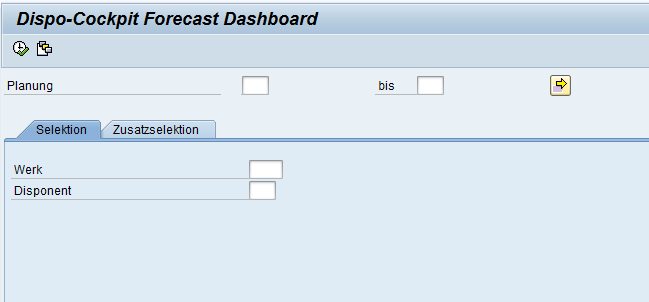 Dispo-Cockpit Forecast Dashboard
Planung bis
Selektion Zusatzselektion
Werk
Disponent